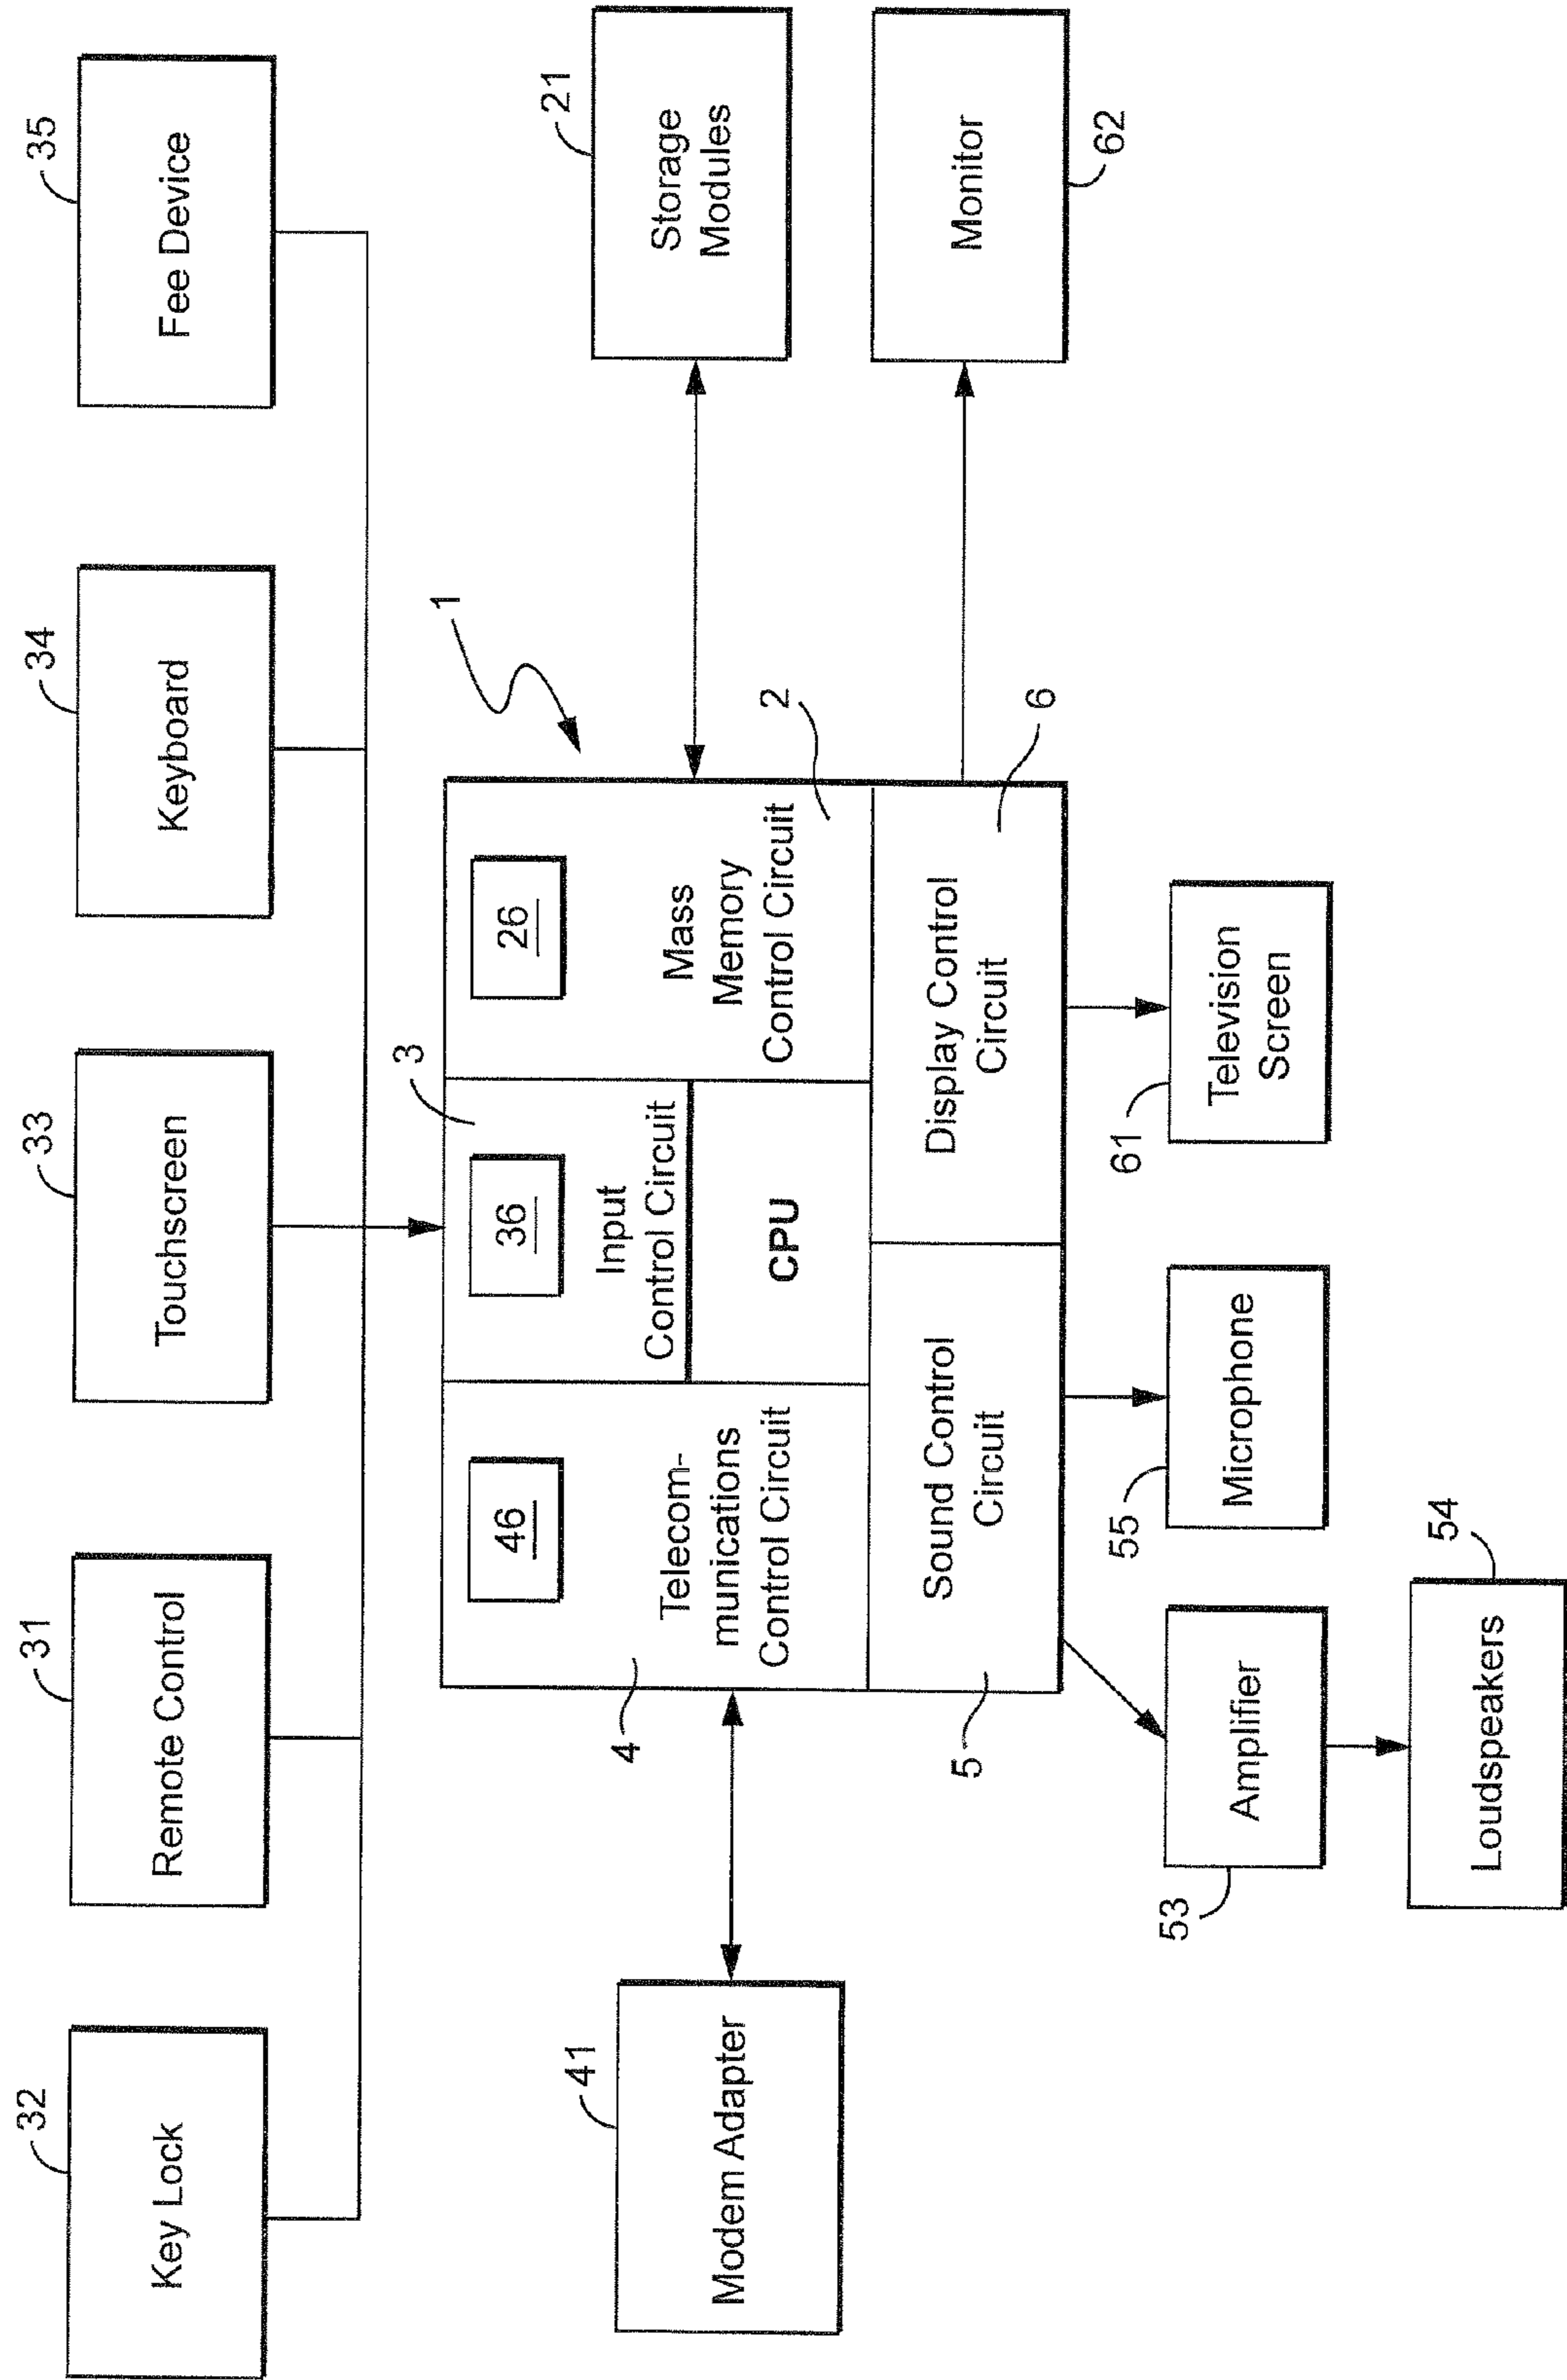 32
Key Lock
31
Remote Control
33
Touchscreen
34
Keyboard
35
Fee Device
1
41
Modem Adapter
4
46
Telecom-
munications
Control Circuit
3
36
Input
Control Circuit
CPU
26
Mass
Memory
Control Circuit
2
21
Storage
Modules
5
Sound Control
Circuit
Display Control
Circuit
6
Monitor
62
53
Amplifier
55
Microphone
61
Television
Screen
54
Loudspeakers